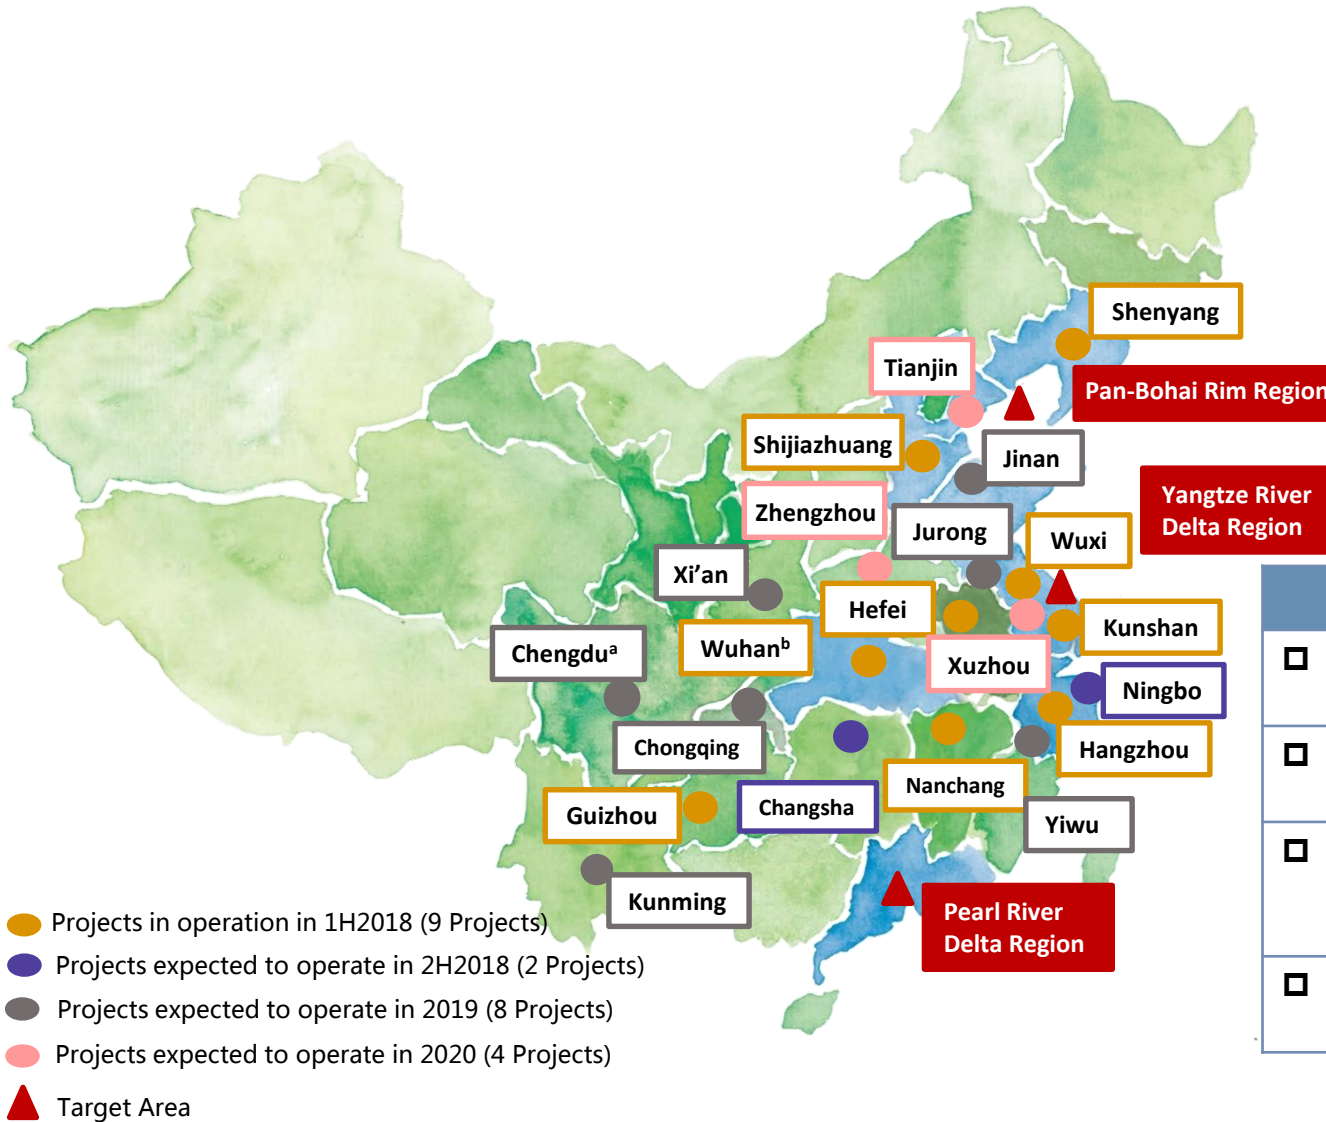 Shenyang
Tianjin
Pan-Bohai Rim Region
Shijiazhuang
Jinan
Zhengzhou
Yangtze River
Delta Region
Jurong
Wuxi
Xi’an
Hefei
Kunshan
Chengduᵃ
Wuhanᵇ
Xuzhou
Ningbo
Chongqing
Hangzhou
Nanchang
Guizhou
Changsha
Yiwu
Kunming
Pearl River
Delta Region
Projects in operation in 1H2018 (9 Projects)
Projects expected to operate in 2H2018 (2 Projects)
Projects expected to operate in 2019 (8 Projects)
Projects expected to operate in 2020 (4 Projects)
Target Area